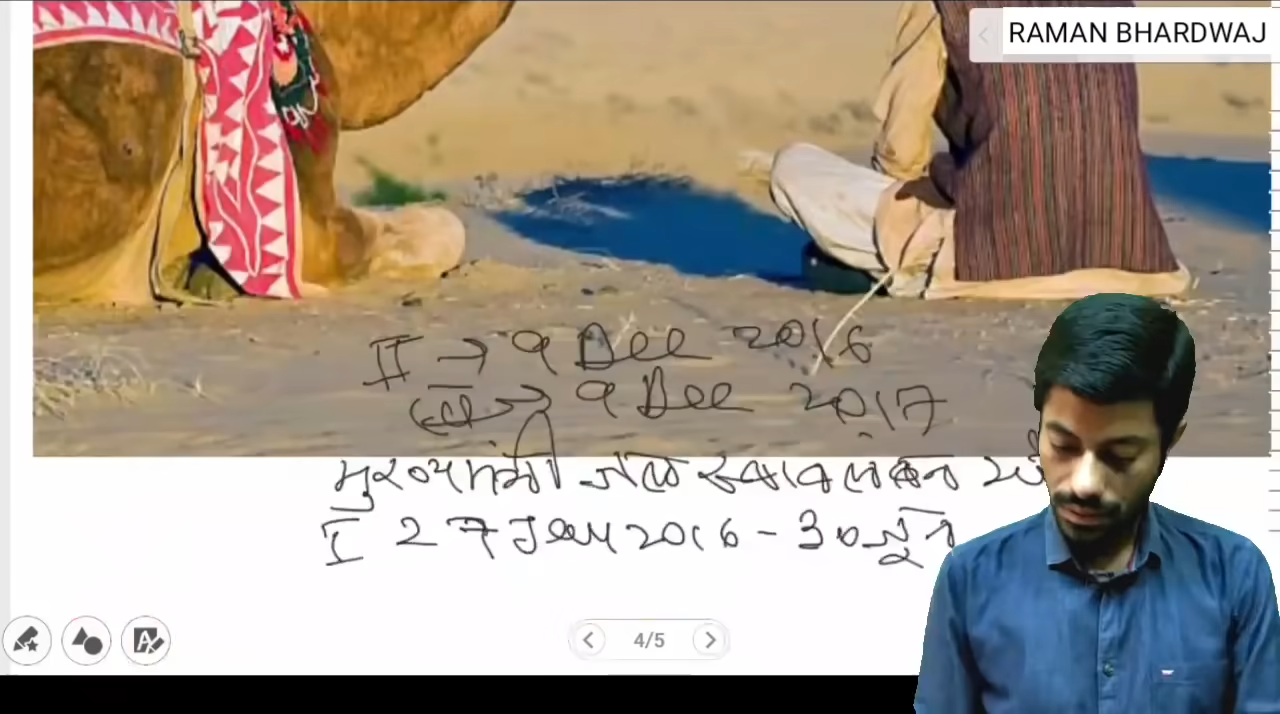 RAMAN BHARDWAJ
II → 9 Dec 2016
→ 9 Dec 2017
मुख्यमंत्री जल स्वावलंबन
I 27 Jan 2016 - 30 जून
4/5